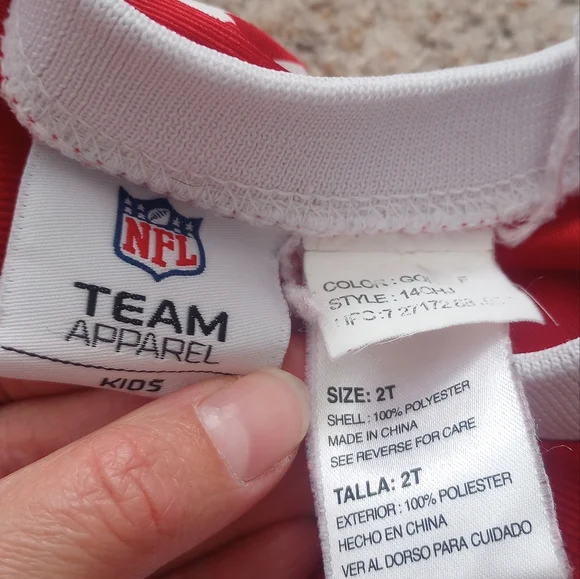 NFL
TEAM
APPAREL
KIDS
COLOR:
STYLE: 14CHJ
SIZE: 2T
SHELL: 100% POLYESTER
MADE IN CHINA
SEE REVERSE FOR CARE
TALLA: 2T
EXTERIOR: 100% POLIESTER
HECHO EN CHINA
VER AL DORSO PARA CUIDADO